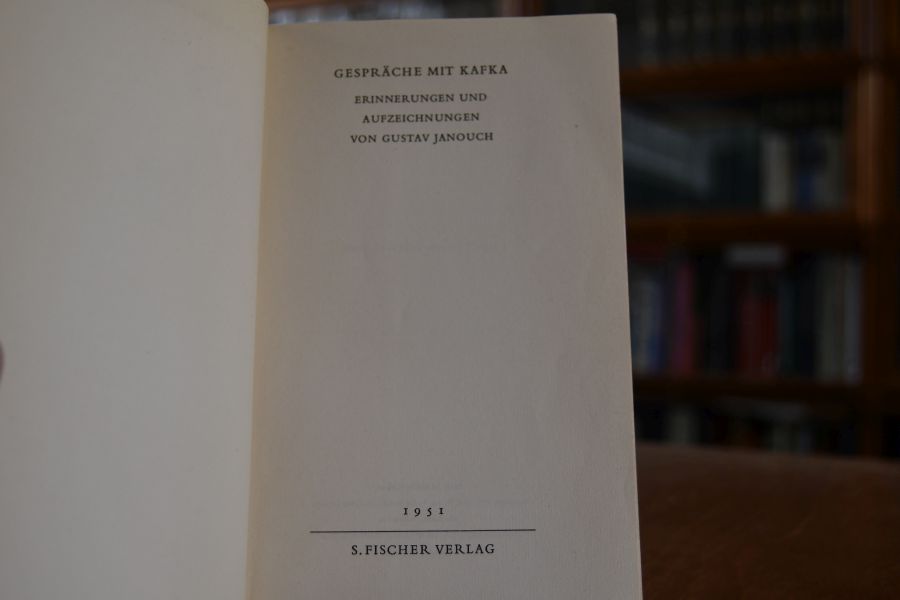 GESPRÄCHE MIT KAFKA
ERINNERUNGEN UND
AUFZEICHNUNGEN
VON GUSTAV JANOUCH
1951
S. FISCHER VERLAG